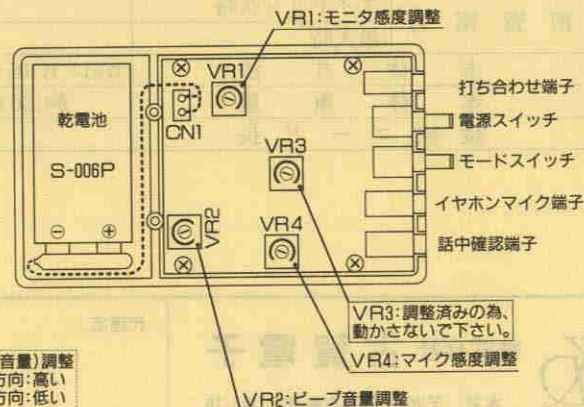 VR1:モニタ感度調整
VR1
打ち合わせ端子
乾電池
CN1
電源スイッチ
S-006P
VR3
モードスイッチ
イヤホンマイク端子
VR2
VR4
⊖ ⊕
話中確認端子
VR3:調整済みの為、
動かさないで下さい。
音量)調整
方向:高い
方向:低い
VR4:マイク感度調整
VR2:ビープ音量調整